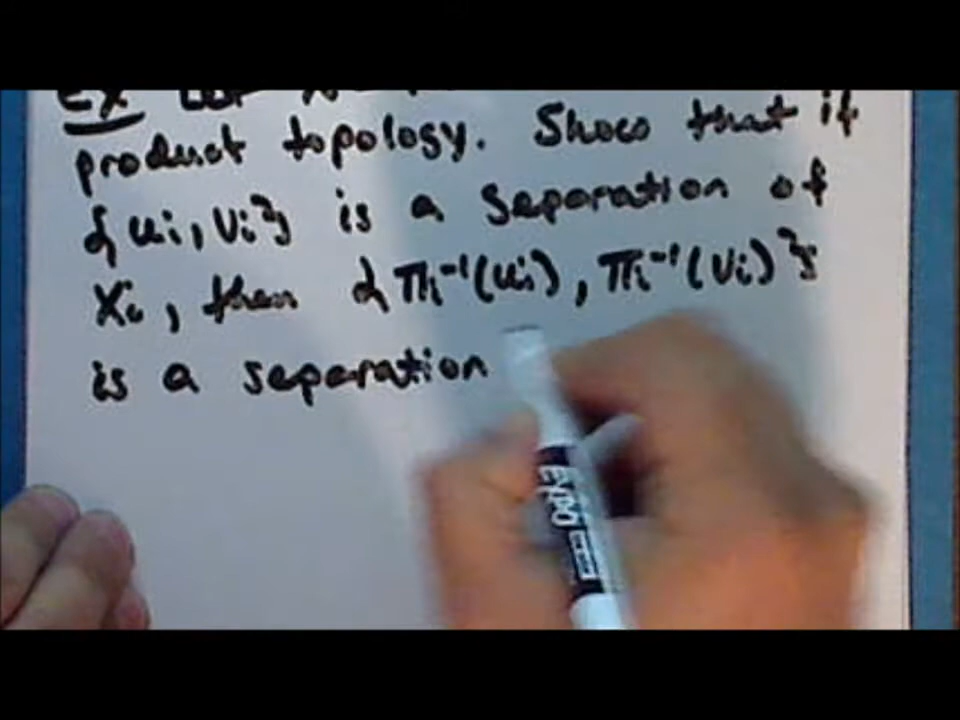 Ex Let
product topology. Show that if
{ui, Vi} is a separation of
Xi, then {πi⁻¹(ui), πi⁻¹(Vi)}
is a separation
Expo